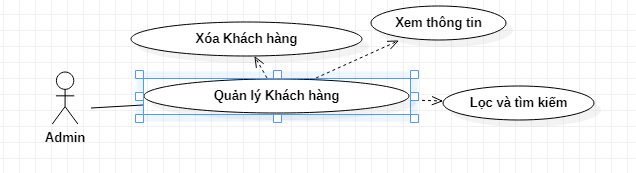 Xem thông tin
Xóa Khách hàng
Quản lý Khách hàng
Lọc và tìm kiếm
Admin